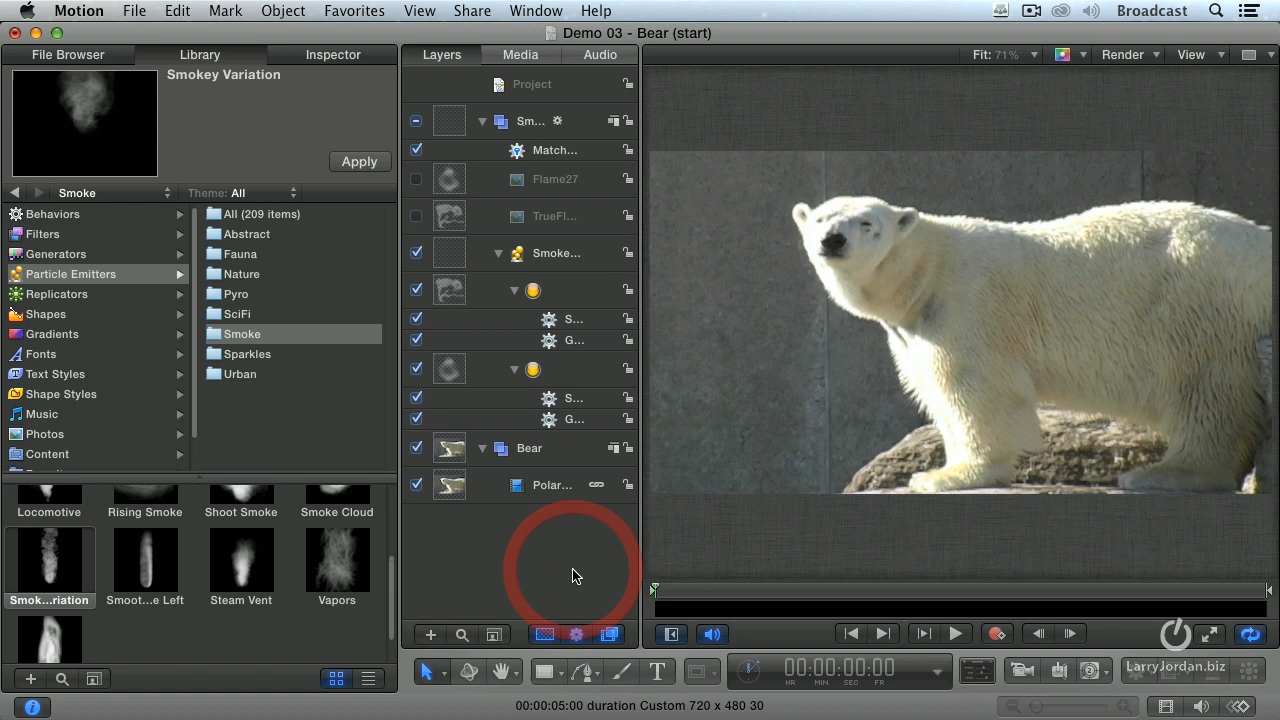 Motion File Edit Mark Object Favorites View Share Window Help Broadcast
Demo 03 - Bear (start)
File Browser Library Inspector Layers Media Audio Fit: 71% Render View
Smokey Variation
Project
Sm...
Match...
Apply
Smoke Theme: All
Flame27
Behaviors All (209 items)
TrueFl...
Filters Abstract
Generators Fauna Smoke...
Particle Emitters Nature
Replicators Pyro
Shapes SciFi S...
Gradients Smoke G...
Fonts Sparkles
Text Styles Urban
Shape Styles S...
Music G...
Photos
Content Bear
Polar...
Locomotive Rising Smoke Shoot Smoke Smoke Cloud
Smok...riation Smoot...e Left Steam Vent Vapors
T 00:00:00:00 LarryJordan.biz
HR MIN SEC FR
00:00:05:00 duration Custom 720 x 480 30